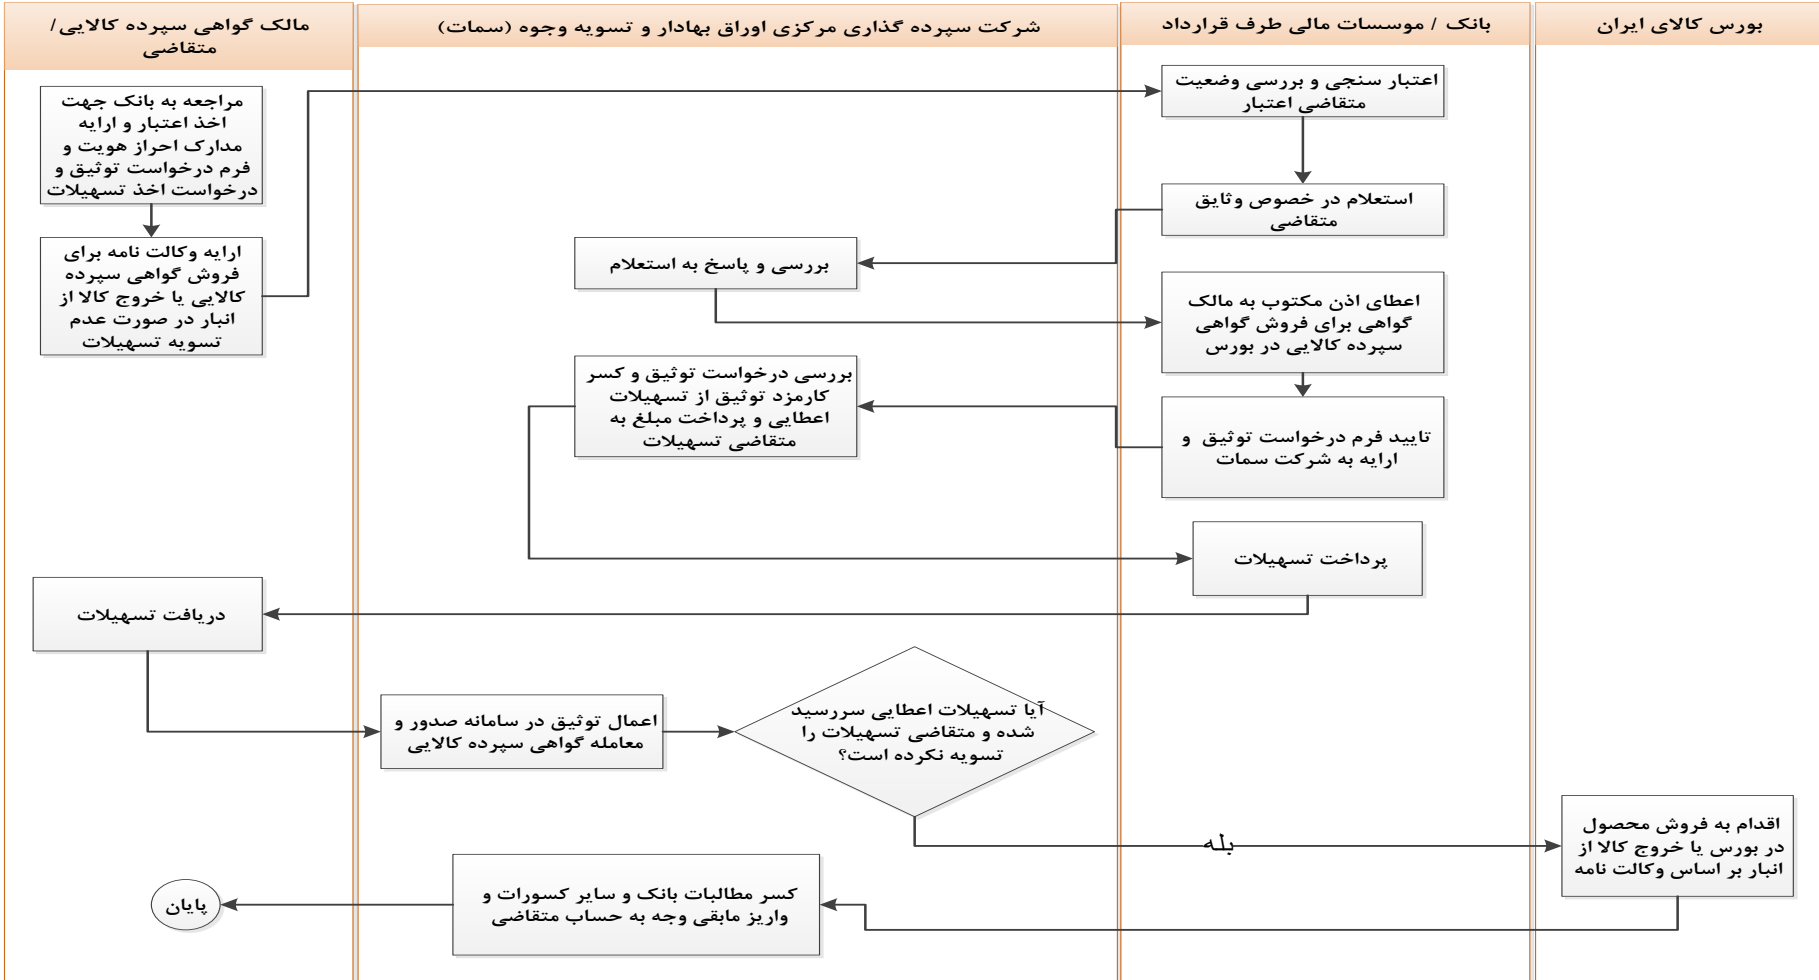 بورس کالای ایران
بانک / موسسات مالی طرف قرارداد
شرکت سپرده گذاری مرکزی اوراق بهادار و تسویه وجوه (سمات)
مالک گواهی سپرده کالایی/
متقاضی
مراجعه به بانک جهت
اخذ اعتبار و ارایه
مدارک احراز هویت و
فرم درخواست توثیق و
درخواست اخذ تسهیلات
ارایه وکالت نامه برای
فروش گواهی سپرده
کالایی یا خروج کالا از
انبار در صورت عدم
تسویه تسهیلات
اعتبار سنجی و بررسی وضعیت
متقاضی اعتبار
استعلام در خصوص وثایق
متقاضی
بررسی و پاسخ به استعلام
اعطای اذن مکتوب به مالک
گواهی برای فروش گواهی
سپرده کالایی در بورس
تایید فرم درخواست توثیق و
ارایه به شرکت سمات
بررسی درخواست توثیق و کسر
کارمزد توثیق از تسهیلات
اعطایی و پرداخت مبلغ به
متقاضی تسهیلات
پرداخت تسهیلات
دریافت تسهیلات
اعمال توثیق در سامانه صدور و
معامله گواهی سپرده کالایی
آیا تسهیلات اعطایی سررسید
شده و متقاضی تسهیلات را
تسویه نکرده است؟
بله
اقدام به فروش محصول
در بورس یا خروج کالا از
انبار بر اساس وکالت نامه
کسر مطالبات بانک و سایر کسورات و
واریز مابقی وجه به حساب متقاضی
پایان